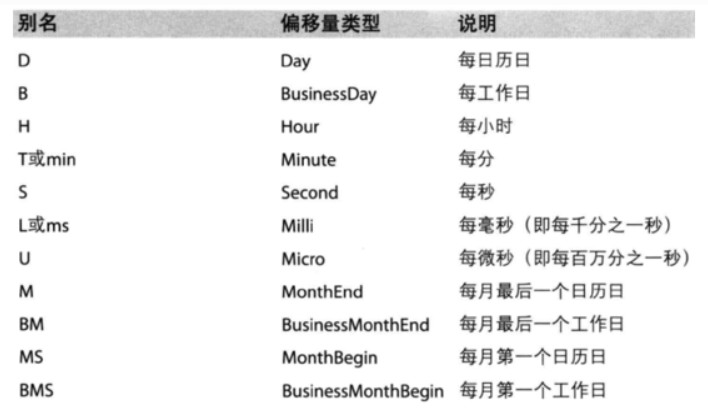 别名 偏移量类型 说明
D Day 每日历日
B BusinessDay 每工作日
H Hour 每小时
T或min Minute 每分
S Second 每秒
L或ms Milli 每毫秒（即每千分之一秒）
U Micro 每微秒（即每百万分之一秒）
M MonthEnd 每月最后一个日历日
BM BusinessMonthEnd 每月最后一个工作日
MS MonthBegin 每月第一个日历日
BMS BusinessMonthBegin 每月第一个工作日